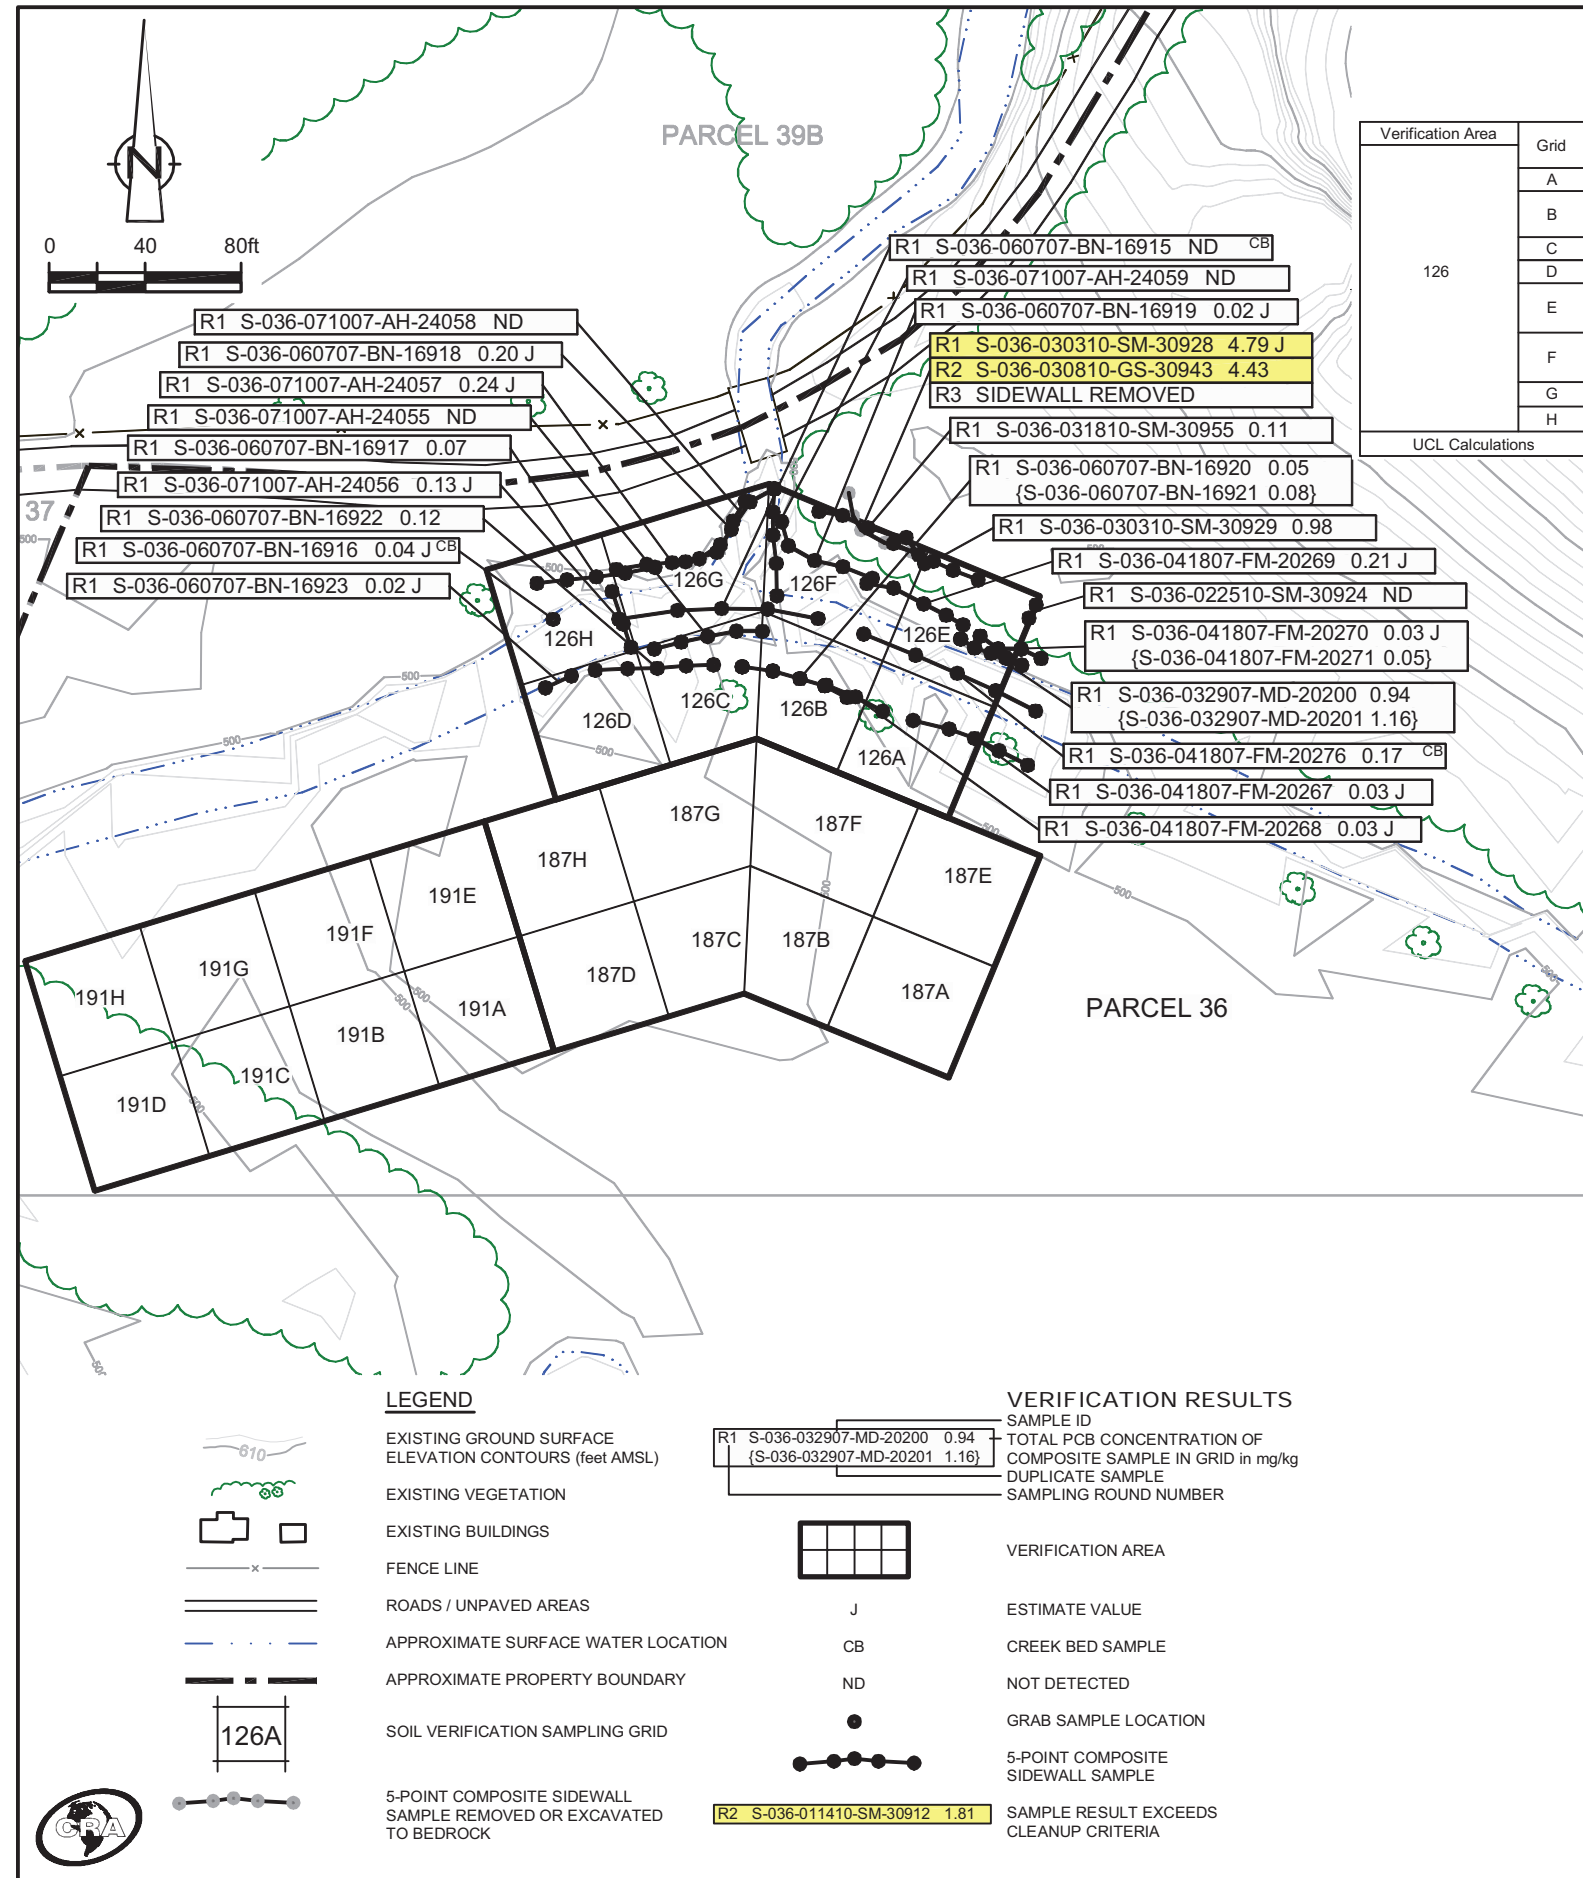 PARCEL 39B
N
0 40 80ft
Verification Area Grid
A
B
C
126 D
E
F
G
H
UCL Calculations
R1 S-036-060707-BN-16915 ND CB
R1 S-036-071007-AH-24059 ND
R1 S-036-060707-BN-16919 0.02 J
R1 S-036-030310-SM-30928 4.79 J
R2 S-036-030810-GS-30943 4.43
R3 SIDEWALL REMOVED
R1 S-036-031810-SM-30955 0.11
R1 S-036-060707-BN-16920 0.05
{S-036-060707-BN-16921 0.08}
R1 S-036-030310-SM-30929 0.98
R1 S-036-041807-FM-20269 0.21 J
R1 S-036-022510-SM-30924 ND
R1 S-036-041807-FM-20270 0.03 J
{S-036-041807-FM-20271 0.05}
R1 S-036-032907-MD-20200 0.94
{S-036-032907-MD-20201 1.16}
R1 S-036-041807-FM-20276 0.17 CB
R1 S-036-041807-FM-20267 0.03 J
R1 S-036-041807-FM-20268 0.03 J
R1 S-036-071007-AH-24058 ND
R1 S-036-060707-BN-16918 0.20 J
R1 S-036-071007-AH-24057 0.24 J
R1 S-036-071007-AH-24055 ND
R1 S-036-060707-BN-16917 0.07
R1 S-036-071007-AH-24056 0.13 J
R1 S-036-060707-BN-16922 0.12
R1 S-036-060707-BN-16916 0.04 J CB
R1 S-036-060707-BN-16923 0.02 J
37
500
500
500
500
500
500
500
500
500
500
500
500
500
126G
126F
126H
126E
126D
126C
126B
126A
187G
187F
187H
187E
187D
187C
187B
187A
191E
191F
191G
191H
191A
191B
191C
191D
PARCEL 36
LEGEND
610
EXISTING GROUND SURFACE
ELEVATION CONTOURS (feet AMSL)
EXISTING VEGETATION
EXISTING BUILDINGS
x FENCE LINE
ROADS / UNPAVED AREAS
APPROXIMATE SURFACE WATER LOCATION
APPROXIMATE PROPERTY BOUNDARY
126A SOIL VERIFICATION SAMPLING GRID
5-POINT COMPOSITE SIDEWALL
SAMPLE REMOVED OR EXCAVATED
TO BEDROCK
CRA
VERIFICATION RESULTS
R1 S-036-032907-MD-20200 0.94
{S-036-032907-MD-20201 1.16}
SAMPLE ID
TOTAL PCB CONCENTRATION OF
COMPOSITE SAMPLE IN GRID in mg/kg
DUPLICATE SAMPLE
SAMPLING ROUND NUMBER
VERIFICATION AREA
J ESTIMATE VALUE
CB CREEK BED SAMPLE
ND NOT DETECTED
GRAB SAMPLE LOCATION
5-POINT COMPOSITE
SIDEWALL SAMPLE
R2 S-036-011410-SM-30912 1.81 SAMPLE RESULT EXCEEDS
CLEANUP CRITERIA